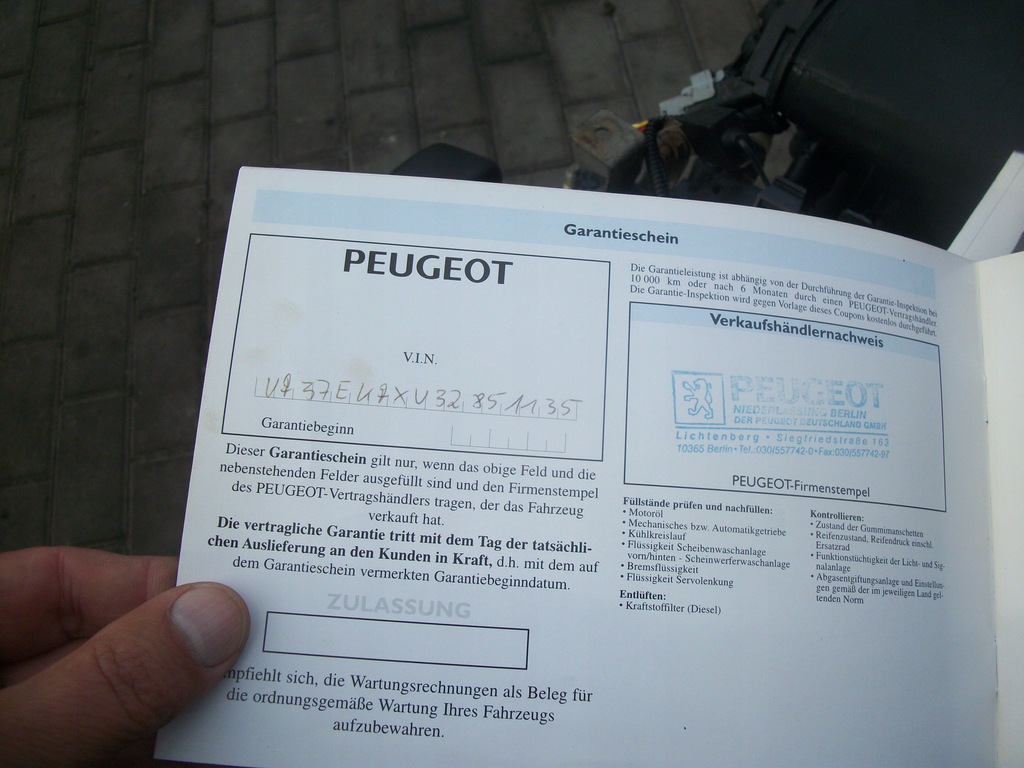 Garantieschein
PEUGEOT
V.I.N.
VF37EKFXV32851135
Garantiebeginn
Dieser Garantieschein gilt nur, wenn das obige Feld und die
nebenstehenden Felder ausgefüllt sind und den Firmenstempel
des PEUGEOT-Vertragshändlers tragen, der das Fahrzeug
verkauft hat.
Die vertragliche Garantie tritt mit dem Tag der tatsächli-
chen Auslieferung an den Kunden in Kraft, d.h. mit dem auf
dem Garantieschein vermerkten Garantiebeginndatum.
ZULASSUNG
mpfiehlt sich, die Wartungsrechnungen als Beleg für
die ordnungsgemäße Wartung Ihres Fahrzeugs
aufzubewahren.
Die Garantieleistung ist abhängig von der Durchführung der Garantie-Inspektion bei
10 000 km oder nach 6 Monaten durch einen PEUGEOT-Vertragshändler.
Die Garantie-Inspektion wird gegen Vorlage dieses Coupons kostenlos durchgeführt.
Verkaufshändlernachweis
PEUGEOT
NIEDERLASSUNG BERLIN
DER PEUGEOT DEUTSCHLAND GMBH
Lichtenberg • Siegfriedstraße 163
10365 Berlin•Tel.:030/557742-0•Fax:030/557742-97
PEUGEOT-Firmenstempel
Füllstände prüfen und nachfüllen:
• Motoröl
• Mechanisches bzw. Automatikgetriebe
• Kühlkreislauf
• Flüssigkeit Scheibenwaschanlage
vorn/hinten - Scheinwerferwaschanlage
• Bremsflüssigkeit
• Flüssigkeit Servolenkung
Entlüften:
• Kraftstoffilter (Diesel)
Kontrollieren:
• Zustand der Gummimanschetten
• Reifenzustand, Reifendruck einschl.
Ersatzrad
• Funktionstüchtigkeit der Licht- und Sig-
nalanlage
• Abgasentgiftungsanlage und Einstellun-
gen gemäß der im jeweiligen Land gel-
tenden Norm